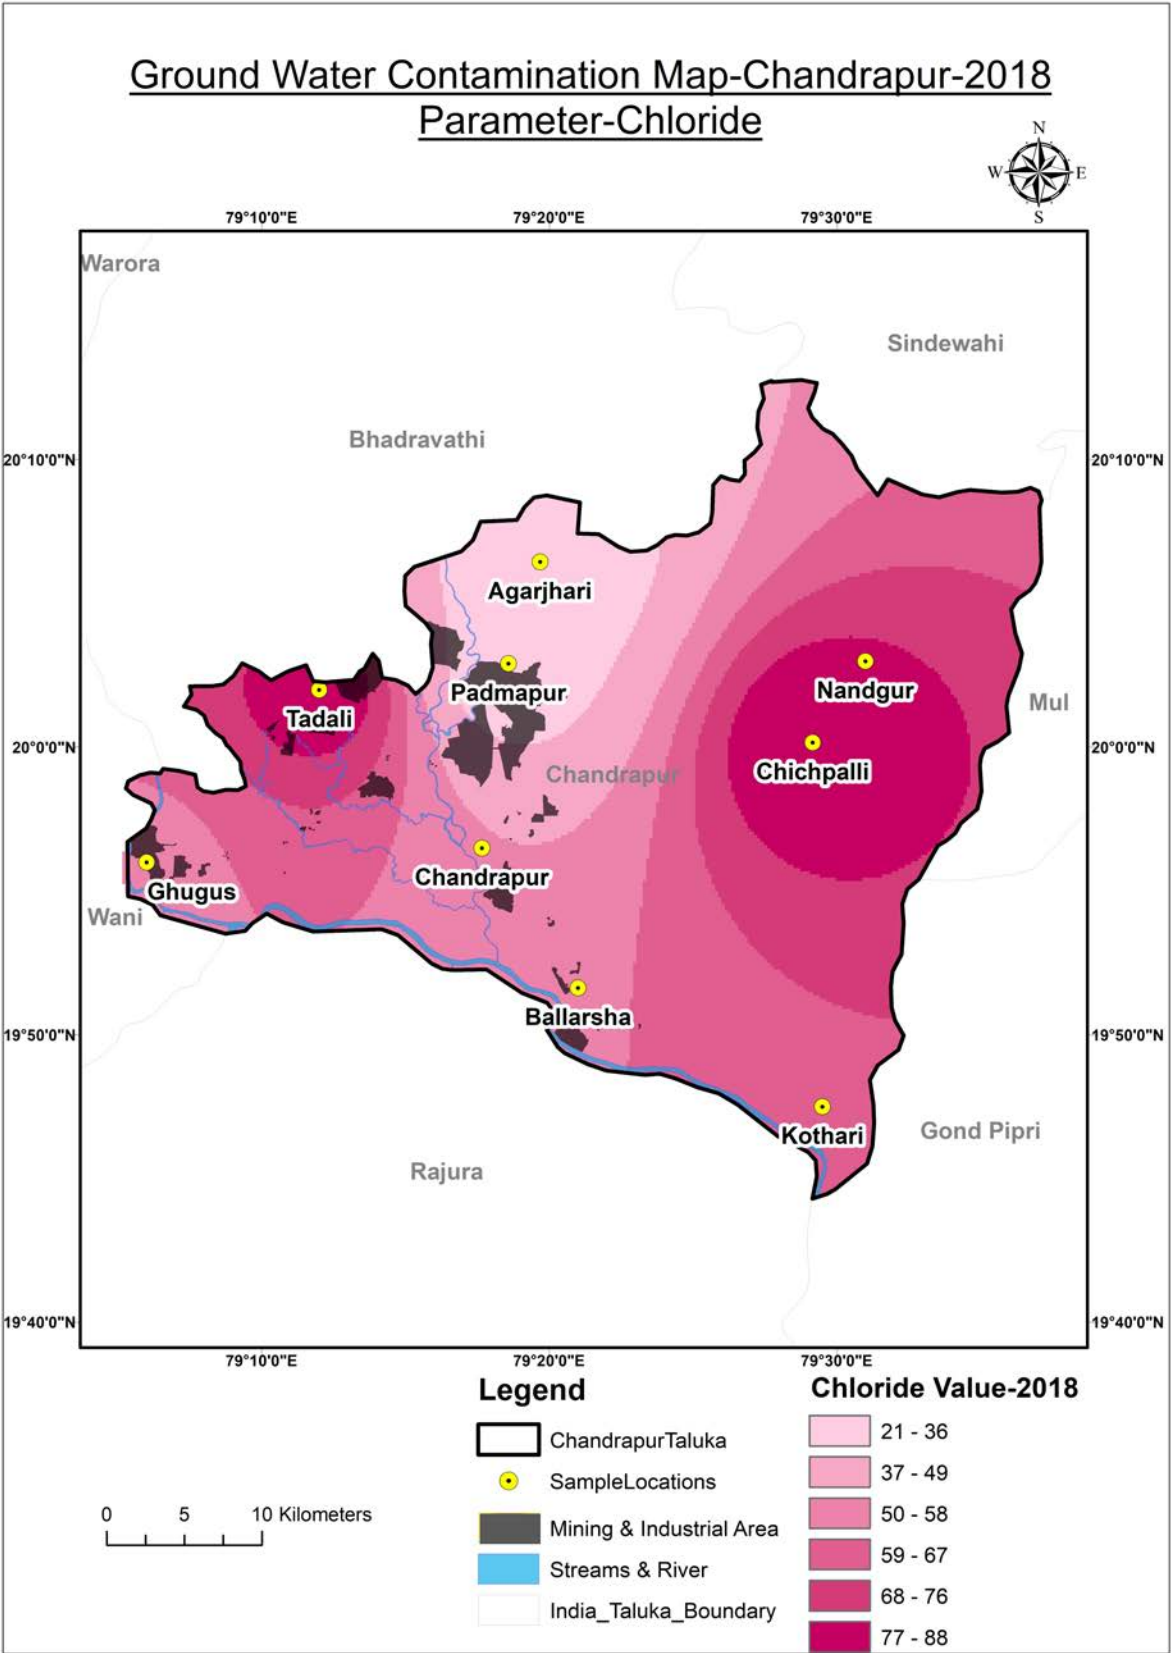 Ground Water Contamination Map-Chandrapur-2018
Parameter-Chloride
N
W E
S
79°10'0"E 79°20'0"E 79°30'0"E
Warora
Sindewahi
Bhadravathi
20°10'0"N 20°10'0"N
Agarjhari
Padmapur
Nandgur
Tadali
Mul
20°0'0"N 20°0'0"N
Chichpalli
Chandrapur
Chandrapur
Ghugus
Wani
Ballarsha
19°50'0"N 19°50'0"N
Kothari
Gond Pipri
Rajura
19°40'0"N 19°40'0"N
79°10'0"E 79°20'0"E 79°30'0"E
Legend
ChandrapurTaluka
SampleLocations
Mining & Industrial Area
Streams & River
India_Taluka_Boundary
Chloride Value-2018
21 - 36
37 - 49
50 - 58
59 - 67
68 - 76
77 - 88
0 5 10 Kilometers